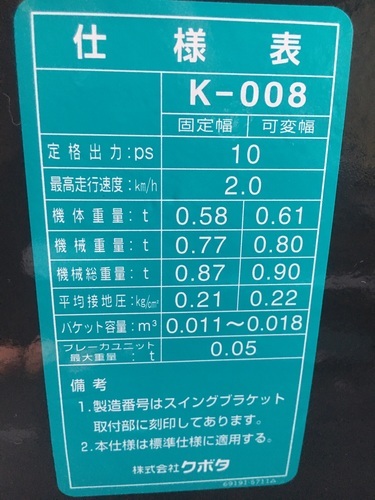 仕様表
K-008
固定幅 可変幅
定格出力:ps 10
最高走行速度:km/h 2.0
機体重量: t 0.58 0.61
機械重量: t 0.77 0.80
機械総重量: t 0.87 0.90
平均接地圧:kg/cm² 0.21 0.22
バケット容量: m³ 0.011～0.018
ブレーカユニット
最大重量: t 0.05
備考
1.製造番号はスイングブラケット
取付部に刻印してあります。
2.本仕様は標準仕様に適用する。
株式会社クボタ